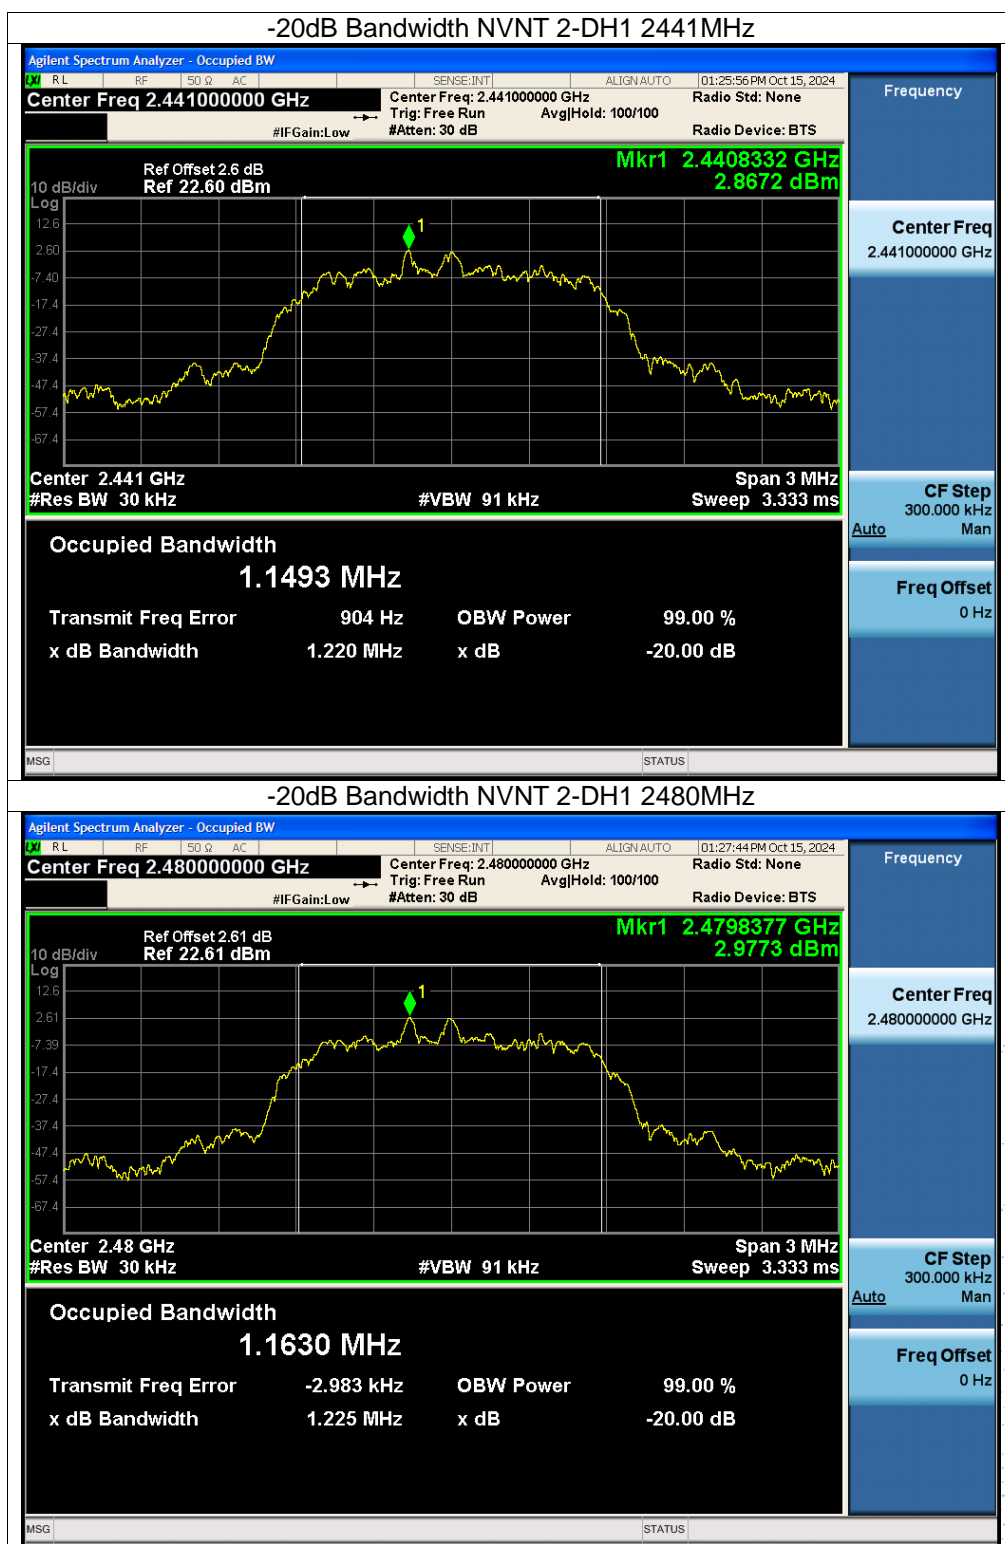 -20dB Bandwidth NVNT 2-DH1 2441MHz
Agilent Spectrum Analyzer - Occupied BW
LXI RL RF 50 Ω AC SENSE:INT ALIGN AUTO 01:25:56 PM Oct 15, 2024
Center Freq 2.441000000 GHz Center Freq: 2.441000000 GHz Radio Std: None Frequency
Trig: Free Run Avg|Hold: 100/100
#IFGain:Low #Atten: 30 dB Radio Device: BTS
Mkr1 2.4408332 GHz
2.8672 dBm
Ref Offset 2.6 dB
10 dB/div Ref 22.60 dBm
Log
12.6
2.60
-7.40
-17.4
-27.4
-37.4
-47.4
-57.4
-67.4
1
Center Freq
2.441000000 GHz
Center 2.441 GHz Span 3 MHz
#Res BW 30 kHz #VBW 91 kHz Sweep 3.333 ms
CF Step
300.000 kHz
Auto Man
Occupied Bandwidth
1.1493 MHz
Freq Offset
0 Hz
Transmit Freq Error 904 Hz OBW Power 99.00 %
x dB Bandwidth 1.220 MHz x dB -20.00 dB
MSG STATUS
-20dB Bandwidth NVNT 2-DH1 2480MHz
Agilent Spectrum Analyzer - Occupied BW
LXI RL RF 50 Ω AC SENSE:INT ALIGN AUTO 01:27:44 PM Oct 15, 2024
Center Freq 2.480000000 GHz Center Freq: 2.480000000 GHz Radio Std: None Frequency
Trig: Free Run Avg|Hold: 100/100
#IFGain:Low #Atten: 30 dB Radio Device: BTS
Mkr1 2.4798377 GHz
2.9773 dBm
Ref Offset 2.61 dB
10 dB/div Ref 22.61 dBm
Log
12.6
2.61
-7.39
-17.4
-27.4
-37.4
-47.4
-57.4
-67.4
1
Center Freq
2.480000000 GHz
Center 2.48 GHz Span 3 MHz
#Res BW 30 kHz #VBW 91 kHz Sweep 3.333 ms
CF Step
300.000 kHz
Auto Man
Occupied Bandwidth
1.1630 MHz
Freq Offset
0 Hz
Transmit Freq Error -2.983 kHz OBW Power 99.00 %
x dB Bandwidth 1.225 MHz x dB -20.00 dB
MSG STATUS